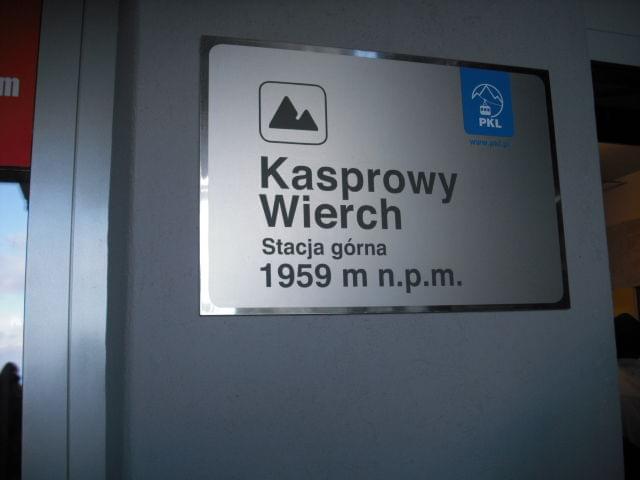 m
PKL
www.pkl.pl
Kasprowy
Wierch
Stacja górna
1959 m n.p.m.